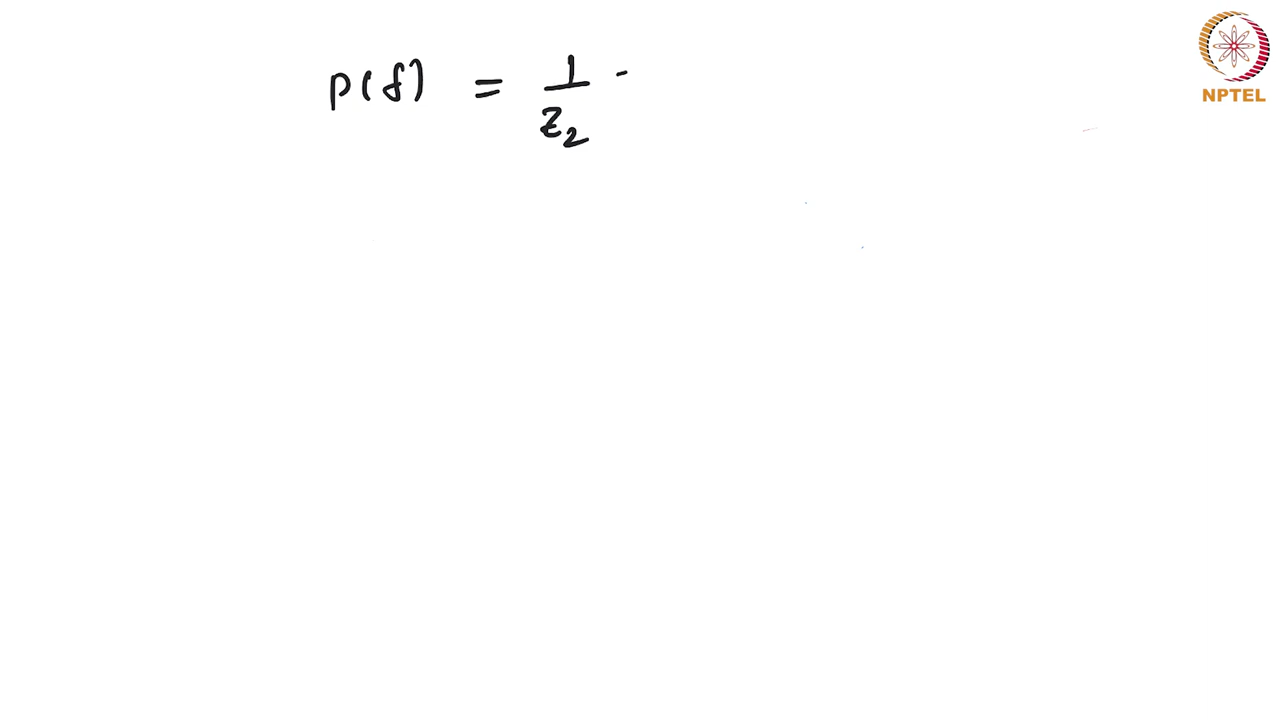 P(f) = 1/Z₂
NPTEL